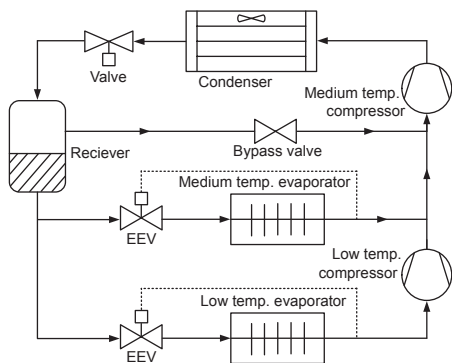 Valve
Condenser
Medium temp.
compressor
Reciever
Bypass valve
Medium temp. evaporator
EEV
Low temp.
compressor
Low temp. evaporator
EEV